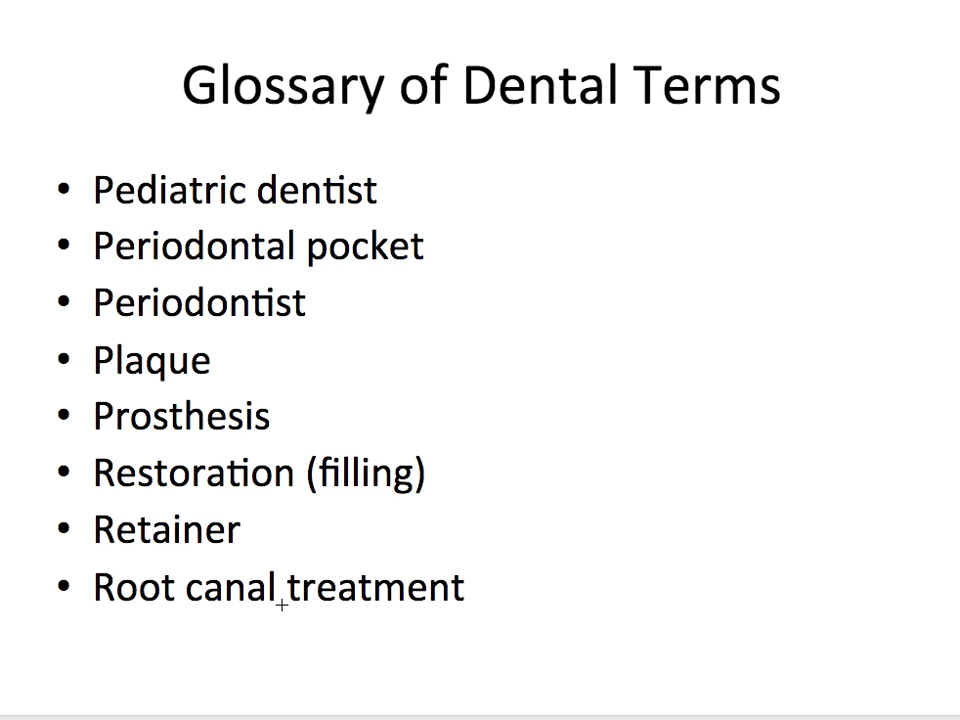 Glossary of Dental Terms
• Pediatric dentist
• Periodontal pocket
• Periodontist
• Plaque
• Prosthesis
• Restoration (filling)
• Retainer
• Root canal treatment